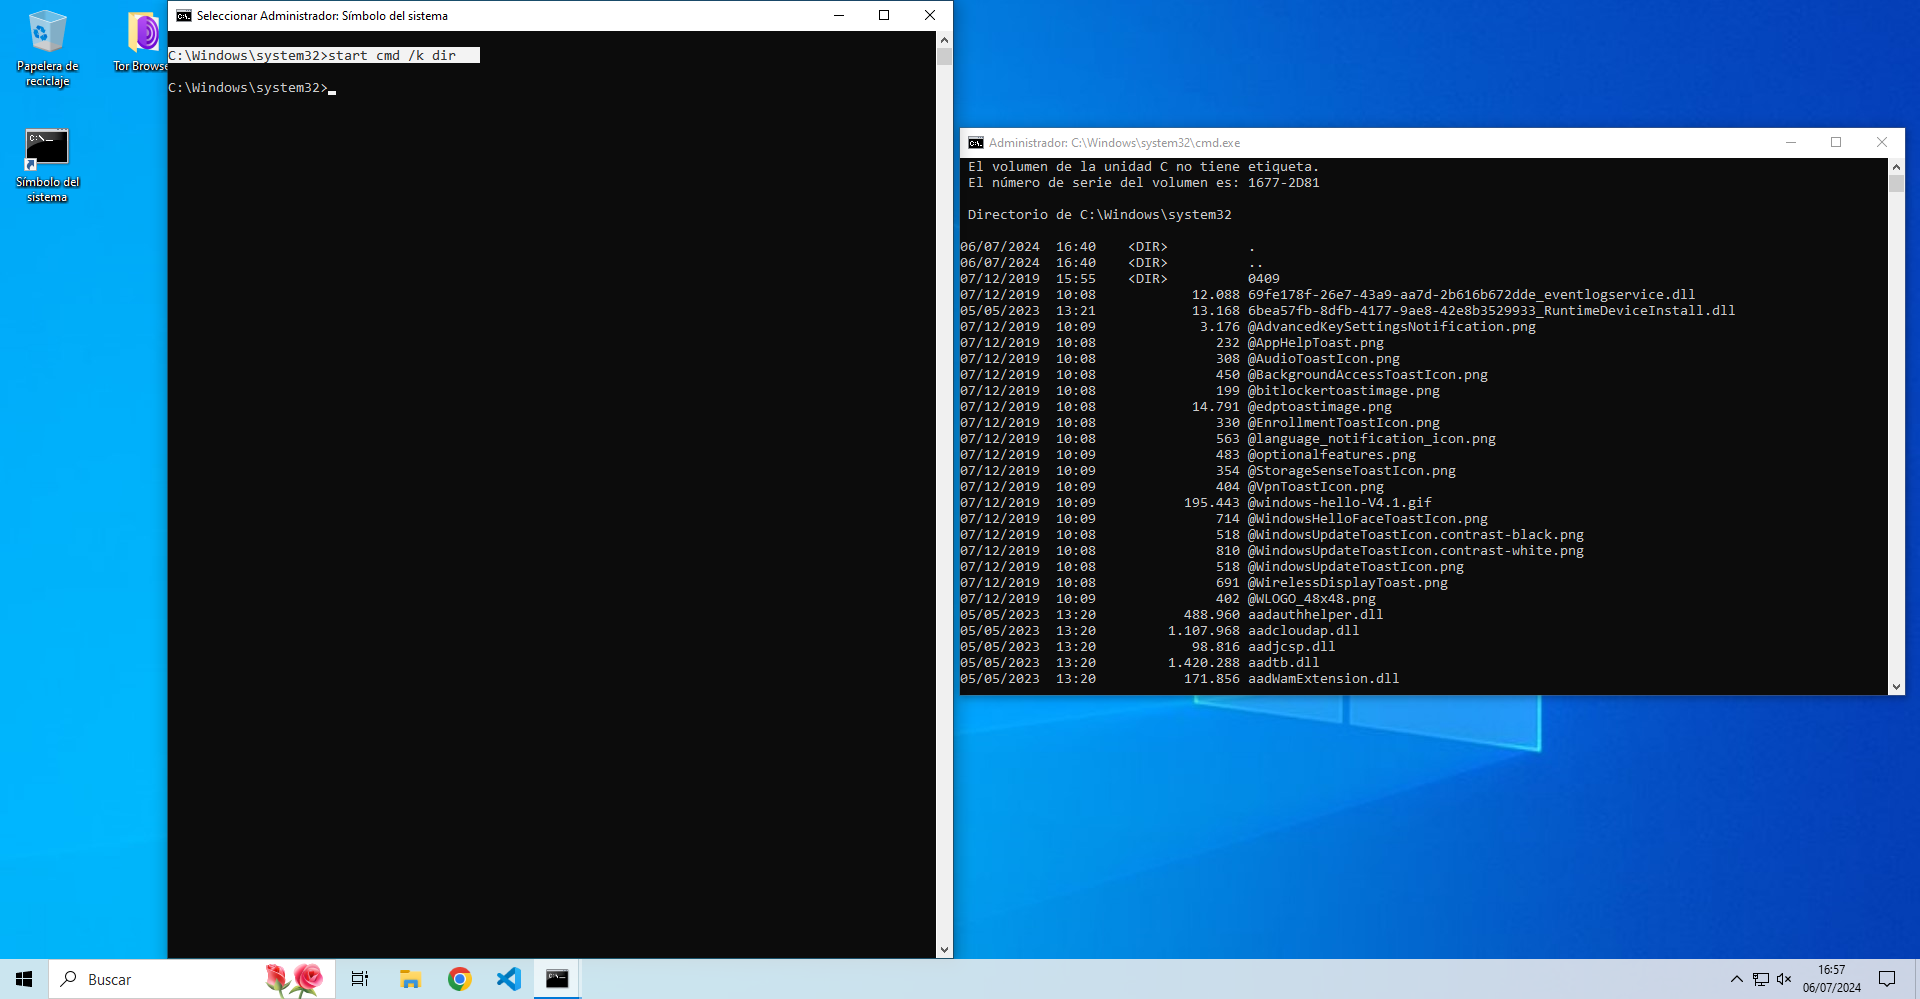 Papelera de
reciclaje
Tor Browse
Símbolo del
sistema
Seleccionar Administrador: Símbolo del sistema
C:\Windows\system32>start cmd /k dir
C:\Windows\system32>
Administrador: C:\Windows\system32\cmd.exe
El volumen de la unidad C no tiene etiqueta.
El número de serie del volumen es: 1677-2D81
Directorio de C:\Windows\system32
06/07/2024  16:40    <DIR>          .
06/07/2024  16:40    <DIR>          ..
07/12/2019  15:55    <DIR>          0409
07/12/2019  10:08            12.088 69fe178f-26e7-43a9-aa7d-2b616b672dde_eventlogservice.dll
05/05/2023  13:21            13.168 6bea57fb-8dfb-4177-9ae8-42e8b3529933_RuntimeDeviceInstall.dll
07/12/2019  10:09             3.176 @AdvancedKeySettingsNotification.png
07/12/2019  10:08               232 @AppHelpToast.png
07/12/2019  10:08               308 @AudioToastIcon.png
07/12/2019  10:08               450 @BackgroundAccessToastIcon.png
07/12/2019  10:08               199 @bitlockertoastimage.png
07/12/2019  10:08            14.791 @edptoastimage.png
07/12/2019  10:08               330 @EnrollmentToastIcon.png
07/12/2019  10:08               563 @language_notification_icon.png
07/12/2019  10:09               483 @optionalfeatures.png
07/12/2019  10:09               354 @StorageSenseToastIcon.png
07/12/2019  10:09               404 @VpnToastIcon.png
07/12/2019  10:09           195.443 @windows-hello-V4.1.gif
07/12/2019  10:09               714 @WindowsHelloFaceToastIcon.png
07/12/2019  10:08               518 @WindowsUpdateToastIcon.contrast-black.png
07/12/2019  10:08               810 @WindowsUpdateToastIcon.contrast-white.png
07/12/2019  10:08               518 @WindowsUpdateToastIcon.png
07/12/2019  10:08               691 @WirelessDisplayToast.png
07/12/2019  10:09               402 @WLOGO_48x48.png
05/05/2023  13:20           488.960 aadauthhelper.dll
05/05/2023  13:20         1.107.968 aadcloudap.dll
05/05/2023  13:20            98.816 aadjcsp.dll
05/05/2023  13:20         1.420.288 aadtb.dll
05/05/2023  13:20           171.856 aadWamExtension.dll
Buscar
16:57
06/07/2024